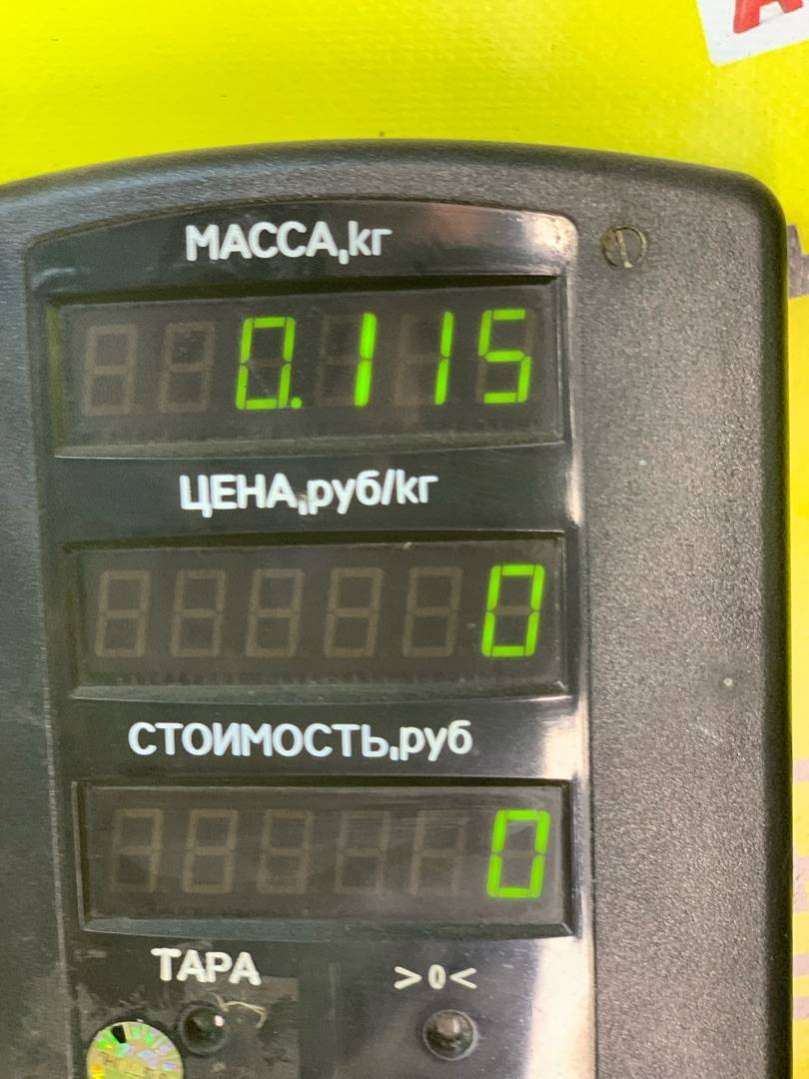 МАССА,кг
0.115
ЦЕНА,руб/кг
0
СТОИМОСТЬ,руб
0
ТАРА >0<